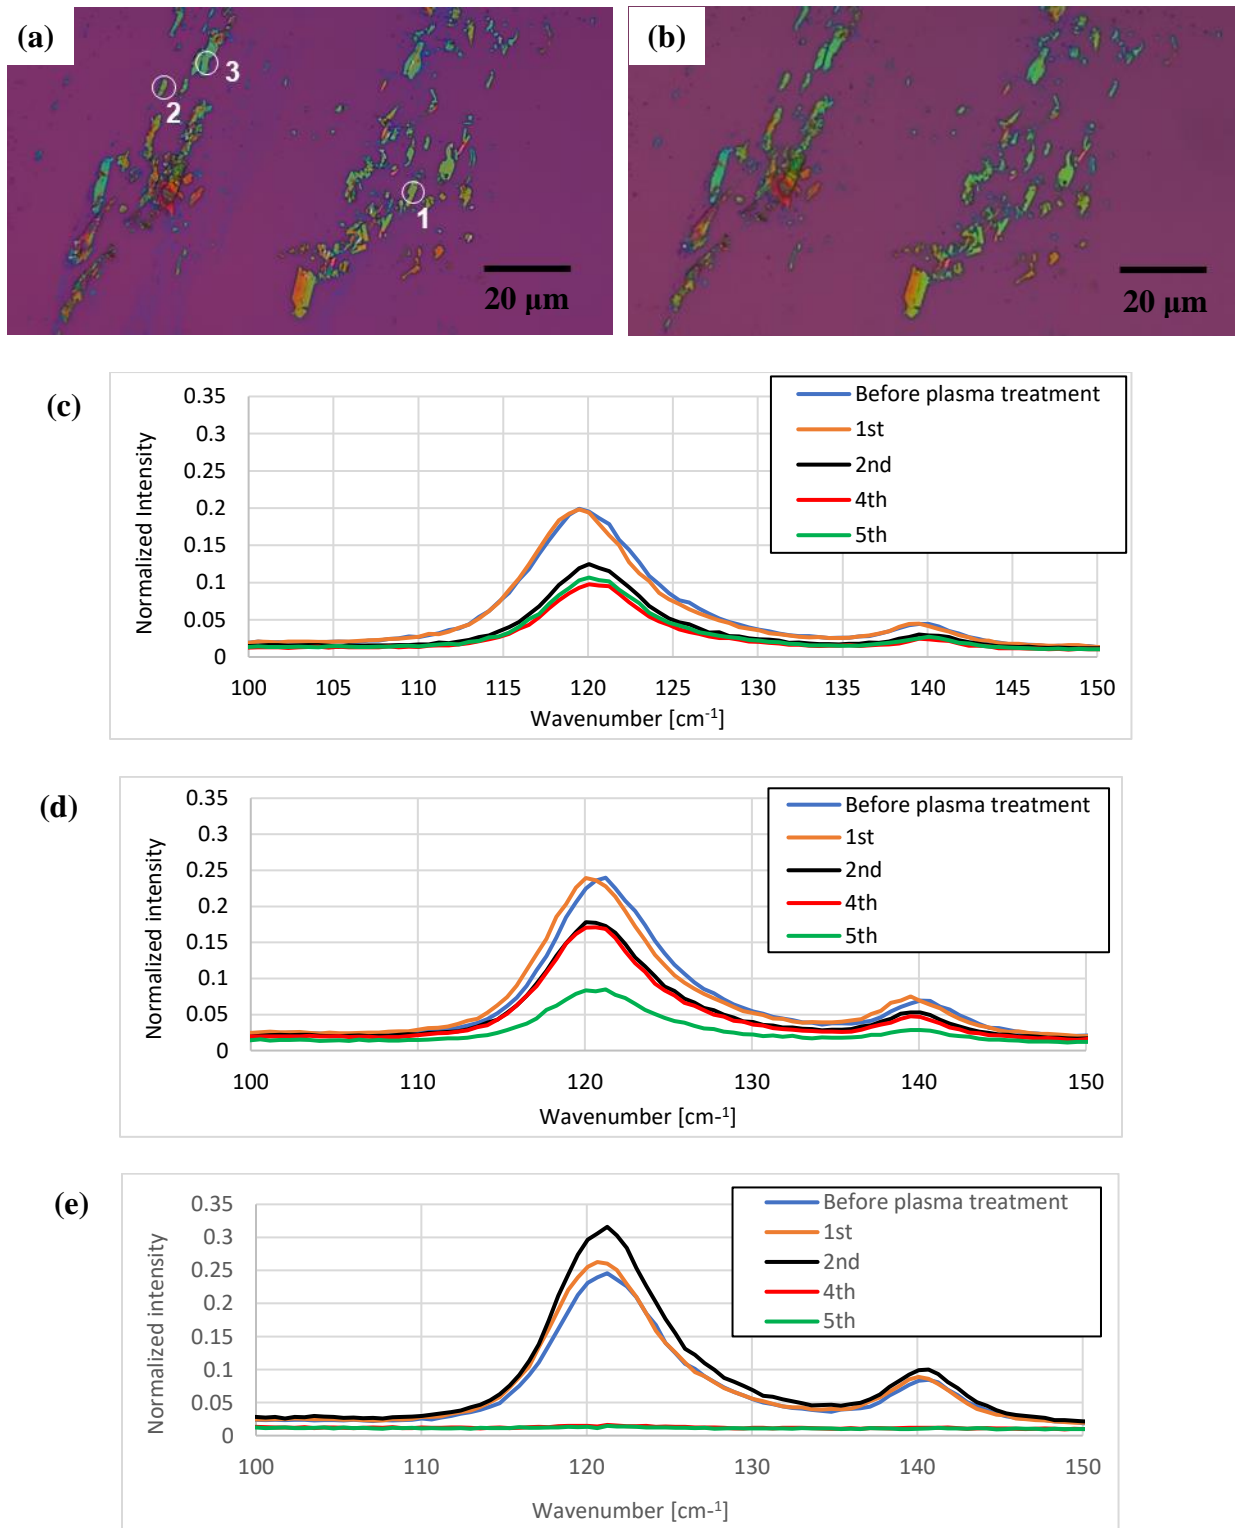 (a)
3
2
1
20 µm
(b)
20 µm
(c)
Normalized Intensity
0.35
0.3
0.25
0.2
0.15
0.1
0.05
0
Before plasma treatment
1st
2nd
4th
5th
100 105 110 115 120 125 130 135 140 145 150
Wavenumber [cm⁻¹]
(d)
Normalized intensity
0.35
0.3
0.25
0.2
0.15
0.1
0.05
0
Before plasma treatment
1st
2nd
4th
5th
100 110 120 130 140 150
Wavenumber [cm-¹]
(e)
Normalized intensity
0.35
0.3
0.25
0.2
0.15
0.1
0.05
0
Before plasma treatment
1st
2nd
4th
5th
100 110 120 130 140 150
Wavenumber [cm-¹]